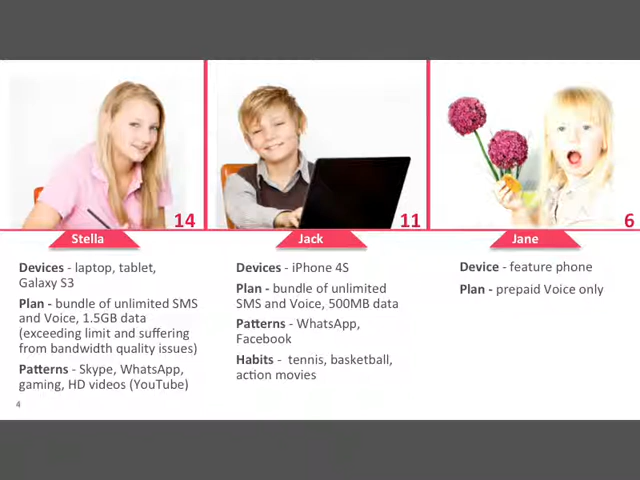 14
11
6
Stella
Jack
Jane
Devices - laptop, tablet,
Galaxy S3
Plan - bundle of unlimited SMS
and Voice, 1.5GB data
(exceeding limit and suffering
from bandwidth quality issues)
Patterns - Skype, WhatsApp,
gaming, HD videos (YouTube)
Devices - iPhone 4S
Plan - bundle of unlimited
SMS and Voice, 500MB data
Patterns - WhatsApp,
Facebook
Habits - tennis, basketball,
action movies
Device - feature phone
Plan - prepaid Voice only
4